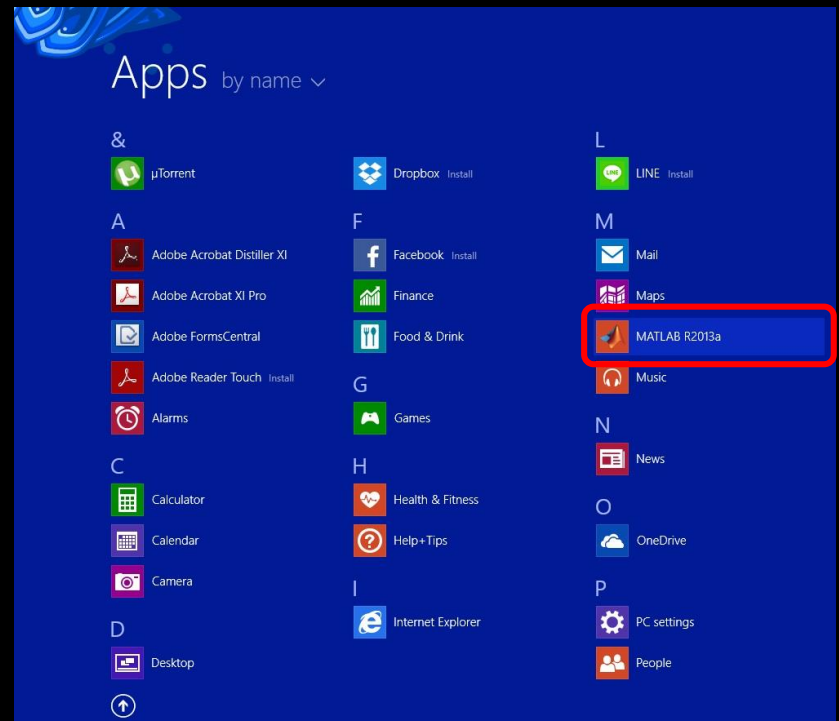 Apps by name
&
µTorrent
A
Adobe Acrobat Distiller XI
Adobe Acrobat XI Pro
Adobe FormsCentral
Adobe Reader Touch Install
Alarms
C
Calculator
Calendar
Camera
D
Desktop
Dropbox Install
F
Facebook Install
Finance
Food & Drink
G
Games
H
Health & Fitness
Help+Tips
I
Internet Explorer
L
LINE
LINE Install
M
Mail
Maps
MATLAB R2013a
Music
N
News
O
OneDrive
P
PC settings
People